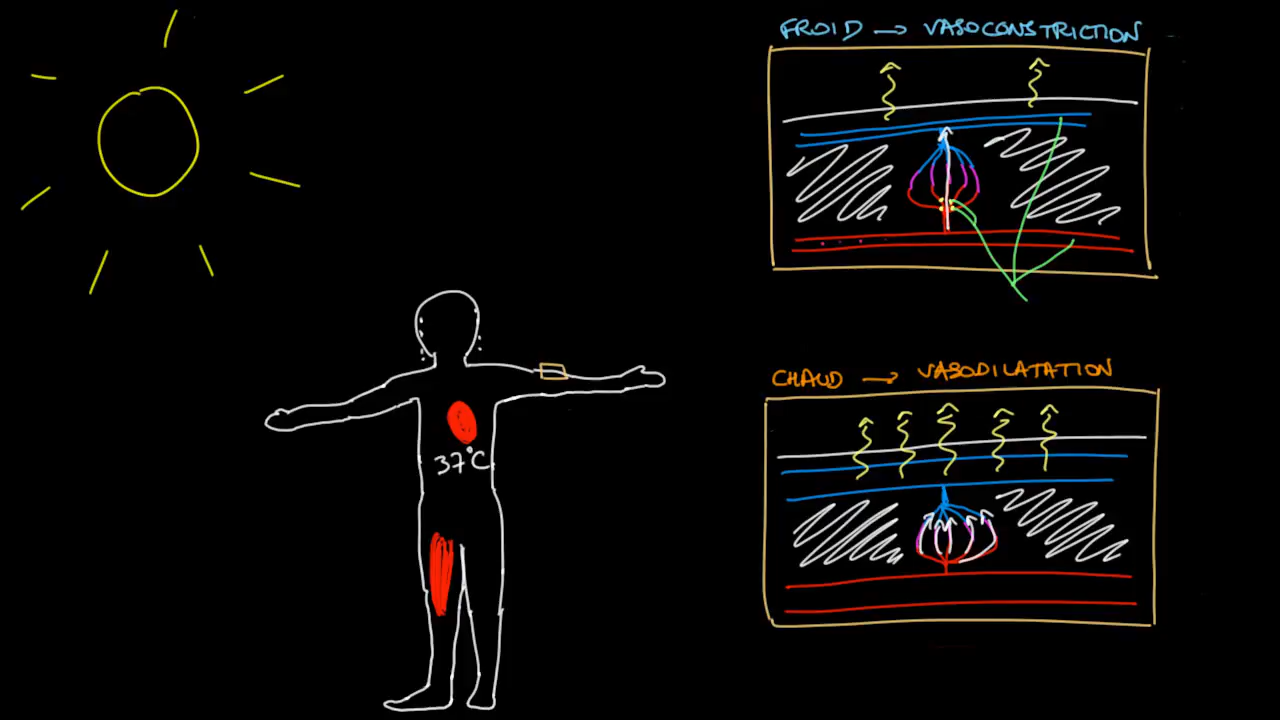 FROID → VASOCONSTRICTION
37°C
CHAUD → VASODILATATION